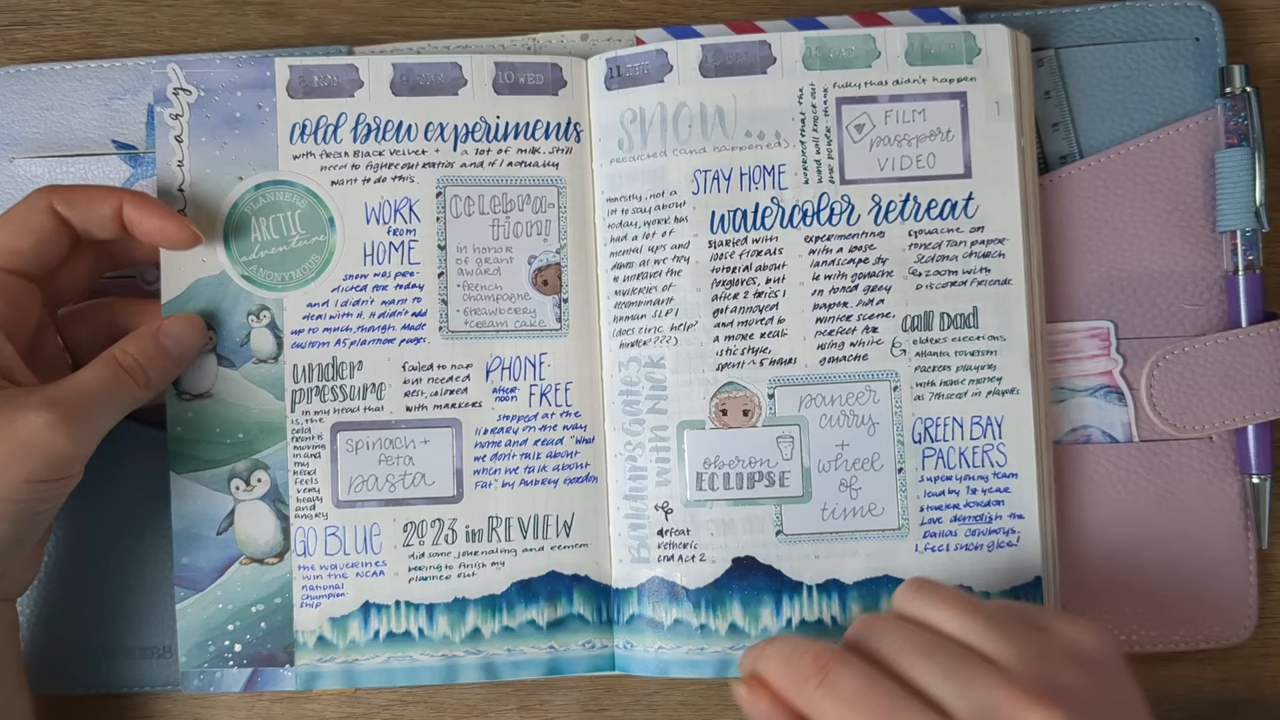 January
PLANNERS
ARCTIC
adventure
ANONYMOUS
8 MON
9 TUE
10 WED
11 THU
cold brew experiments
with fresh Black Velvet + a lot of milk. Still
need to figure out ratios and if I actually
want to do this.
WORK
from
HOME
snow was pre-
dicted for today
and I didn't want to
deal with it. It didn't add
up to much, though. Made
custom A5 planner pages.
celebra-
tion!
in honor
of grant
award
• french
champagne
• strawberry
+cream cake
under
pressure
in my head that
is, the
cold
front is
moving
in and
my
head
feels
very
heavy
and
angry
failed to nap
but needed
rest, colored
with markers
PHONE-
FREE
after-
noon
stopped at the
library on the way
home and read "What
we don't talk about
when we talk about
Fat" by Aubrey Gordon
spinach +
feta
pasta
GO BLUE
the wolverines
win the NCAA
national
champion-
ship
2023 in REVIEW
did some journaling and
planner out
SNOW...
predicted (and happened)
STAY HOME
honestly, not a
lot to say about
today, work has
had a lot of
mental ups and
downs as we try
to unravel the
mysteries of
recombinant
human SLPI
(does zinc help?
hinder???)
worried that the
wind would knock out
the power - thank-
fully that didn't happen
FILM
passport
VIDEO
watercolor retreat
started with
loose florals
tutorial about
foxgloves, but
after 2 tries I
got annoyed
and moved to
a more real-
istic style,
spent ~5 hours
experimenting
with a loose
landscape sty
le with gouache
on toned grey
paper. Did a
winter scene,
perfect for
using white
gouache
gouache on
toned Tan paper-
Sedona church
zoom with
Discord friends.
call Dad
elders elections
Atlanta tourism
Packers playing
with house money
as 7th seed in playoffs
Baldur's Gate 3
with Nick
defeat
Ketheric
end Act 2
oberon
ECLIPSE
paneer
curry
+
wheel
of
time
GREEN BAY
PACKERS
super young team
lead by 1st year
starter Jordan
Love demolish the
Dallas Cowboys.
I feel such glee!